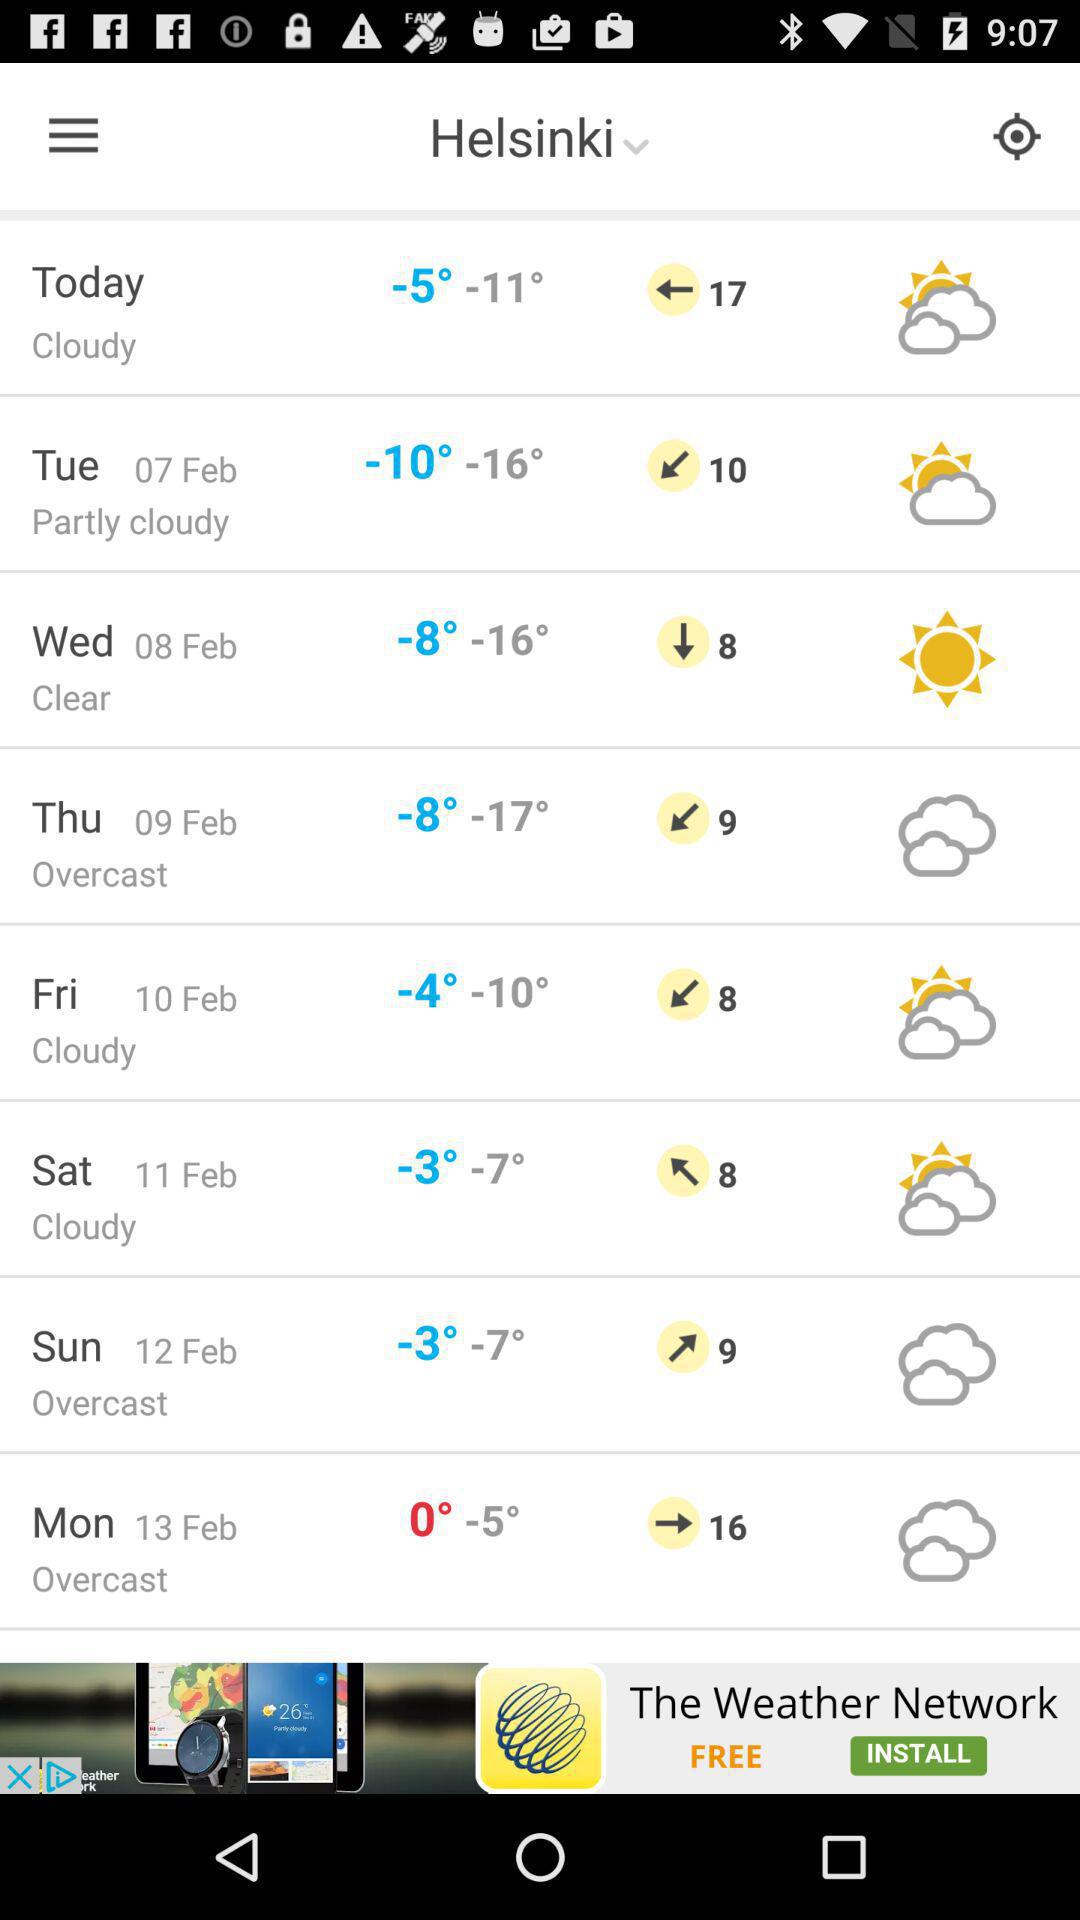 FAKE
9:07
Helsinki
Today -5° -11° 17
Cloudy
Tue 07 Feb -10° -16° 10
Partly cloudy
Wed 08 Feb -8° -16° 8
Clear
Thu 09 Feb -8° -17° 9
Overcast
Fri 10 Feb -4° -10° 8
Cloudy
Sat 11 Feb -3° -7° 8
Cloudy
Sun 12 Feb -3° -7° 9
Overcast
Mon 13 Feb 0° -5° 16
Overcast
26
Partly cloudy
The Weather Network
FREE INSTALL